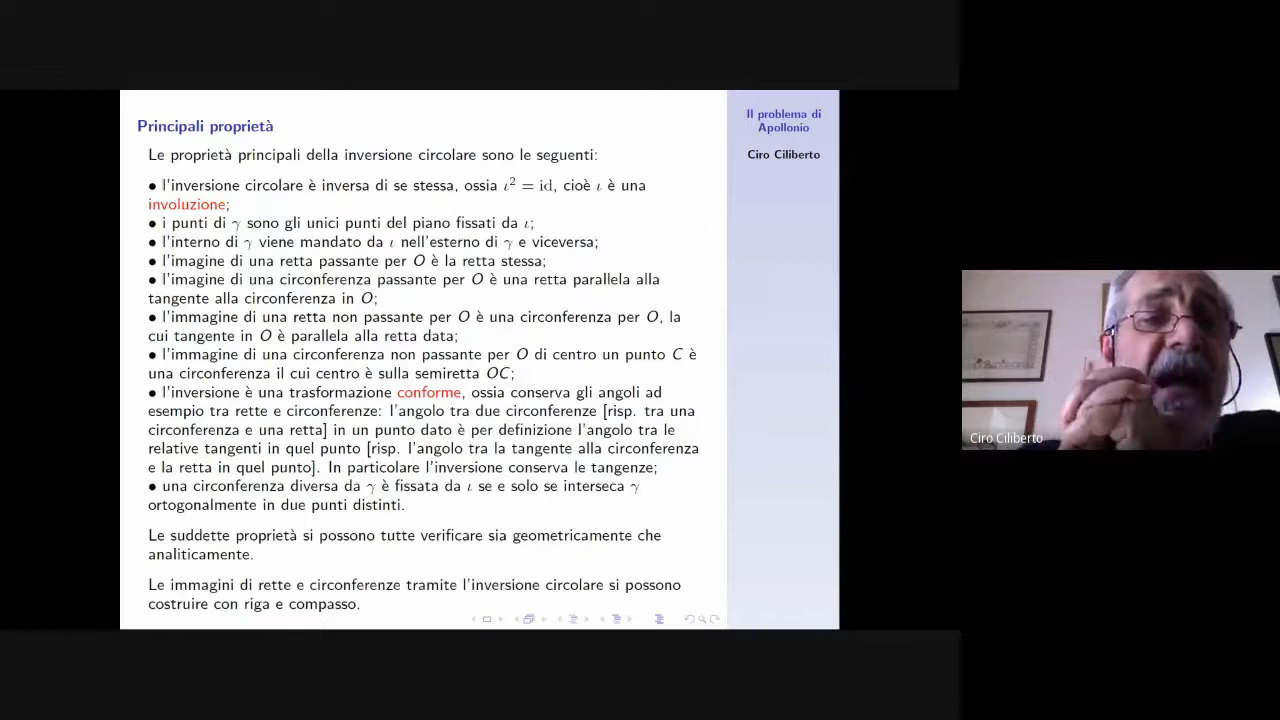 Principali proprietà
Le proprietà principali della inversione circolare sono le seguenti:
• l'inversione circolare è inversa di se stessa, ossia ι² = id, cioè ι è una
involuzione;
• i punti di γ sono gli unici punti del piano fissati da ι;
• l'interno di γ viene mandato da ι nell'esterno di γ e viceversa;
• l'imagine di una retta passante per O è la retta stessa;
• l'imagine di una circonferenza passante per O è una retta parallela alla
tangente alla circonferenza in O;
• l'immagine di una retta non passante per O è una circonferenza per O, la
cui tangente in O è parallela alla retta data;
• l'immagine di una circonferenza non passante per O di centro un punto C è
una circonferenza il cui centro è sulla semiretta OC;
• l'inversione è una trasformazione conforme, ossia conserva gli angoli ad
esempio tra rette e circonferenze: l'angolo tra due circonferenze [risp. tra una
circonferenza e una retta] in un punto dato è per definizione l'angolo tra le
relative tangenti in quel punto [risp. l'angolo tra la tangente alla circonferenza
e la retta in quel punto]. In particolare l'inversione conserva le tangenze;
• una circonferenza diversa da γ è fissata da ι se e solo se interseca γ
ortogonalmente in due punti distinti.
Le suddette proprietà si possono tutte verificare sia geometricamente che
analiticamente.
Le immagini di rette e circonferenze tramite l'inversione circolare si possono
costruire con riga e compasso.
Il problema di
Apollonio
Ciro Ciliberto
Ciro Ciliberto